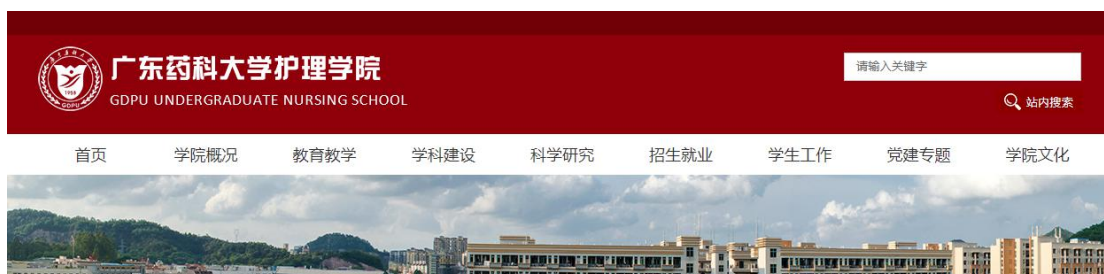 广东药科大学护理学院
GDPU UNDERGRADUATE NURSING SCHOOL
请输入关键字
站内搜索
首页 学院概况 教育教学 学科建设 科学研究 招生就业 学生工作 党建专题 学院文化
1958
GDPU